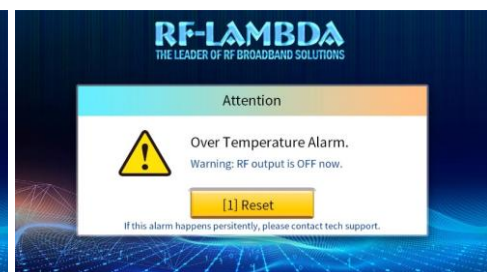 RF-LAMBDA
THE LEADER OF RF BROADBAND SOLUTIONS
Attention
Over Temperature Alarm.
Warning: RF output is OFF now.
[1] Reset
If this alarm happens persitently, please contact tech support.